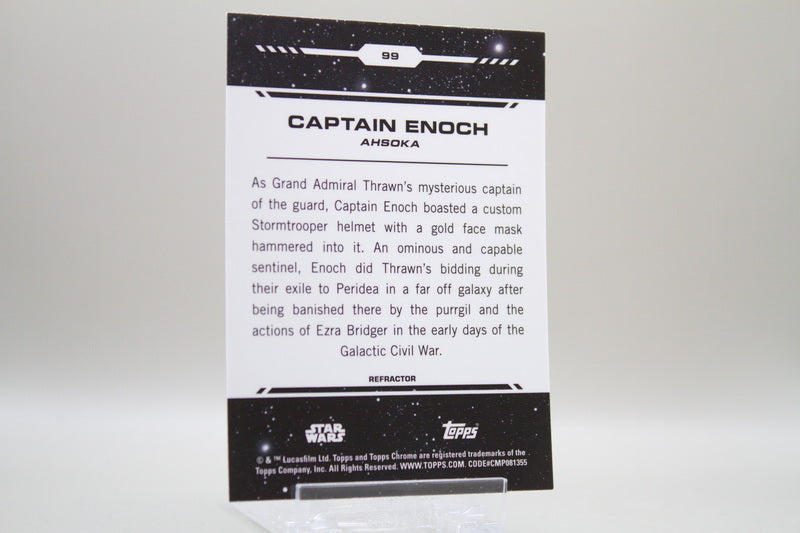 99
CAPTAIN ENOCH
AHSOKA
As Grand Admiral Thrawn's mysterious captain
of the guard, Captain Enoch boasted a custom
Stormtrooper helmet with a gold face mask
hammered into it. An ominous and capable
sentinel, Enoch did Thrawn's bidding during
their exile to Peridea in a far off galaxy after
being banished there by the purrgil and the
actions of Ezra Bridger in the early days of the
Galactic Civil War.
REFRACTOR
STAR
WARS
Topps
© & ™ Lucasfilm Ltd. Topps and Topps Chrome are registered trademarks of the
Topps Company, Inc. All Rights Reserved. WWW.TOPPS.COM. CODE#CMP081355